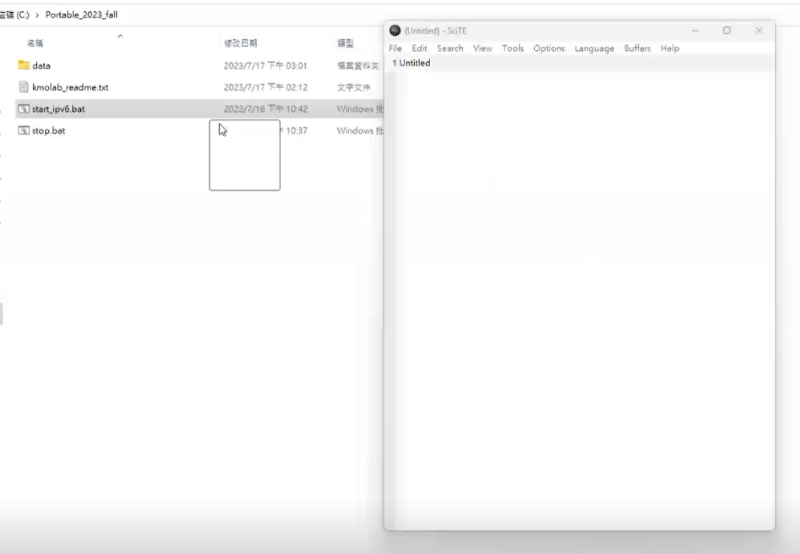 磁碟 (C:) › Portable_2023_fall
名稱 修改日期 類型
data 2023/7/17 下午 03:01 檔案資料夾
kmolab_readme.txt 2023/7/17 下午 02:12 文字文件
start_ipv6.bat 2023/7/16 下午 10:42 Windows 批
stop.bat 10:37 Windows 批
(Untitled) - SciTE
File Edit Search View Tools Options Language Buffers Help
1 Untitled